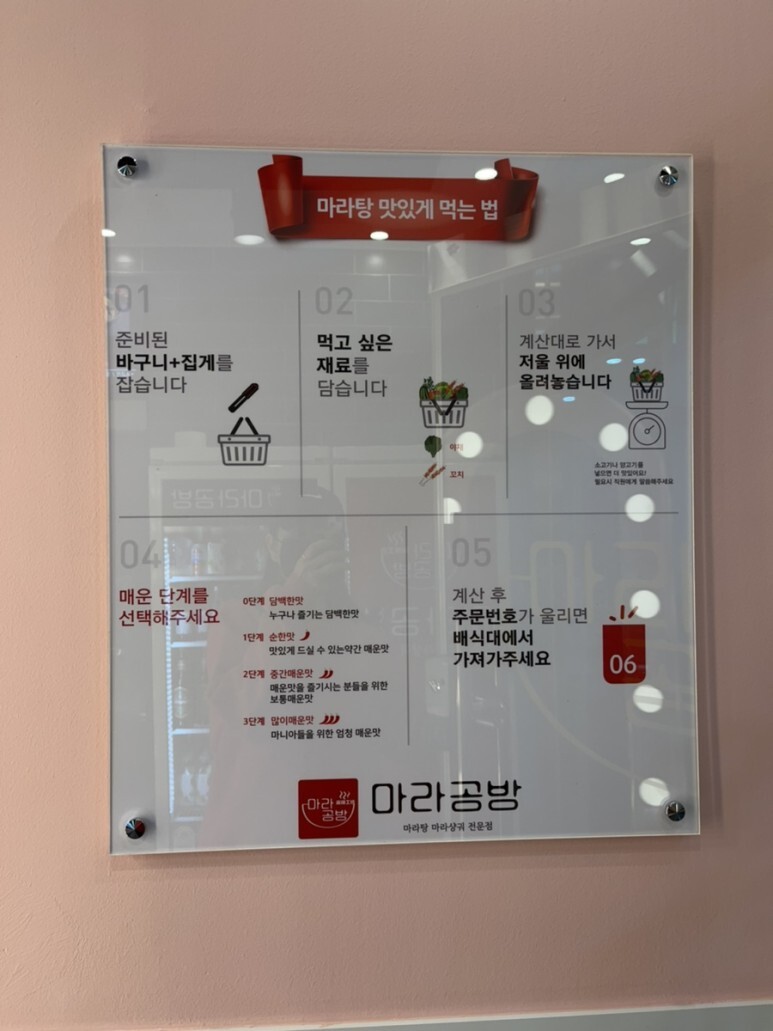 마라탕 맛있게 먹는 법
01
준비된
바구니+집게를
잡습니다
02
먹고 싶은
재료를
담습니다
야채
꼬치
03
계산대로 가서
저울 위에
올려놓습니다
소고기나 양고기를
넣으면 더 맛있어요!
필요시 직원에게 말씀해주세요
04
매운 단계를
선택해주세요
0단계 담백한맛
누구나 즐기는 담백한맛
1단계 순한맛
맛있게 드실 수 있는약간 매운맛
2단계 중간매운맛
매운맛을 즐기시는 분들을 위한
보통매운맛
3단계 많이매운맛
마니아들을 위한 엄청 매운맛
05
계산 후
주문번호가 울리면
배식대에서
가져가주세요
06
마라
공방
마라공방
마라탕 마라샹궈 전문점